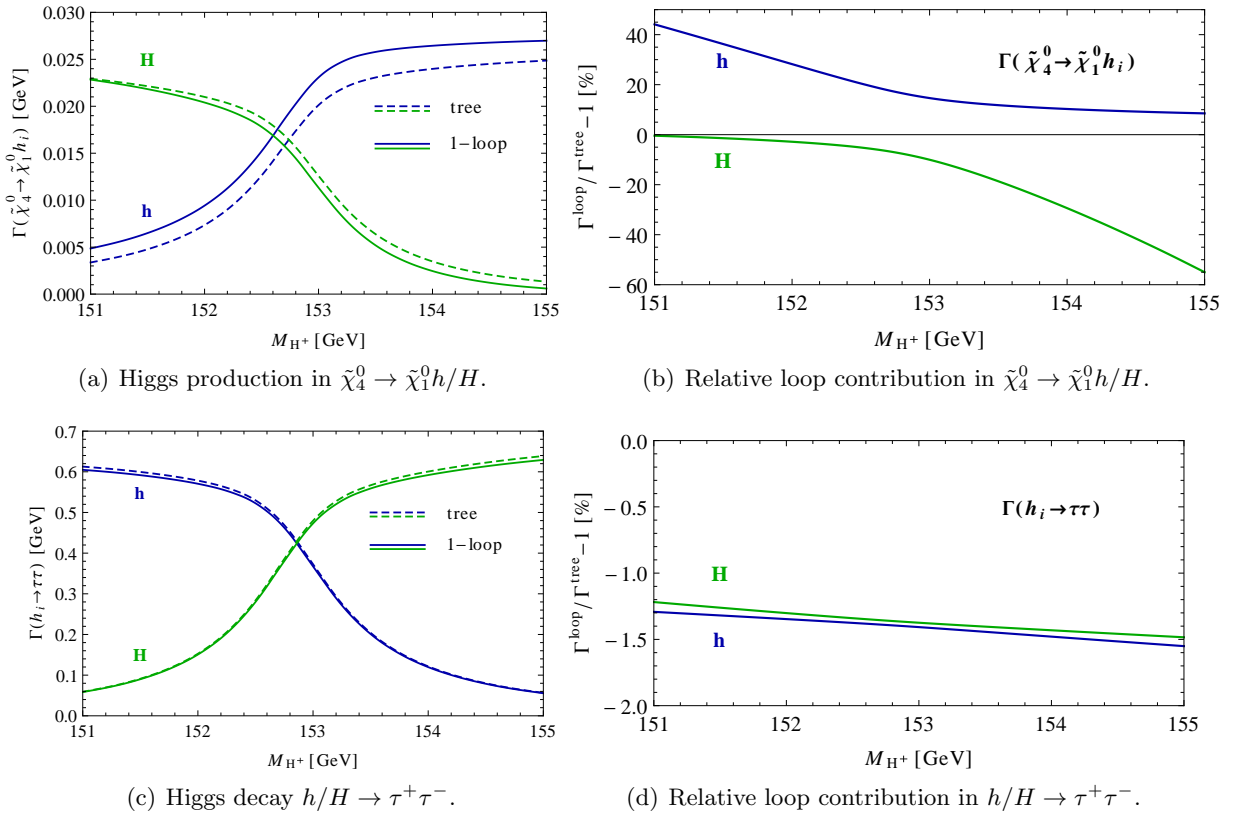 0.030
0.025
0.020
0.015
0.010
0.005
0.000
Γ(χ̃⁰₄→χ̃⁰₁hᵢ) [GeV]
H
h
tree
1−loop
151 152 153 154 155
M_H⁺ [GeV]
(a) Higgs production in χ̃⁰₄ → χ̃⁰₁h/H.
40
20
0
−20
−40
−60
Γ^loop/Γ^tree−1 [%]
h
H
Γ(χ̃⁰₄→χ̃⁰₁hᵢ)
151 152 153 154 155
M_H⁺ [GeV]
(b) Relative loop contribution in χ̃⁰₄ → χ̃⁰₁h/H.
0.7
0.6
0.5
0.4
0.3
0.2
0.1
0.0
Γ(hᵢ→ττ) [GeV]
h
H
tree
1−loop
151 152 153 154 155
M_H⁺ [GeV]
(c) Higgs decay h/H → τ⁺τ⁻.
0.0
−0.5
−1.0
−1.5
−2.0
Γ^loop/Γ^tree−1 [%]
Γ(hᵢ→ττ)
H
h
151 152 153 154 155
M_H⁺ [GeV]
(d) Relative loop contribution in h/H → τ⁺τ⁻.